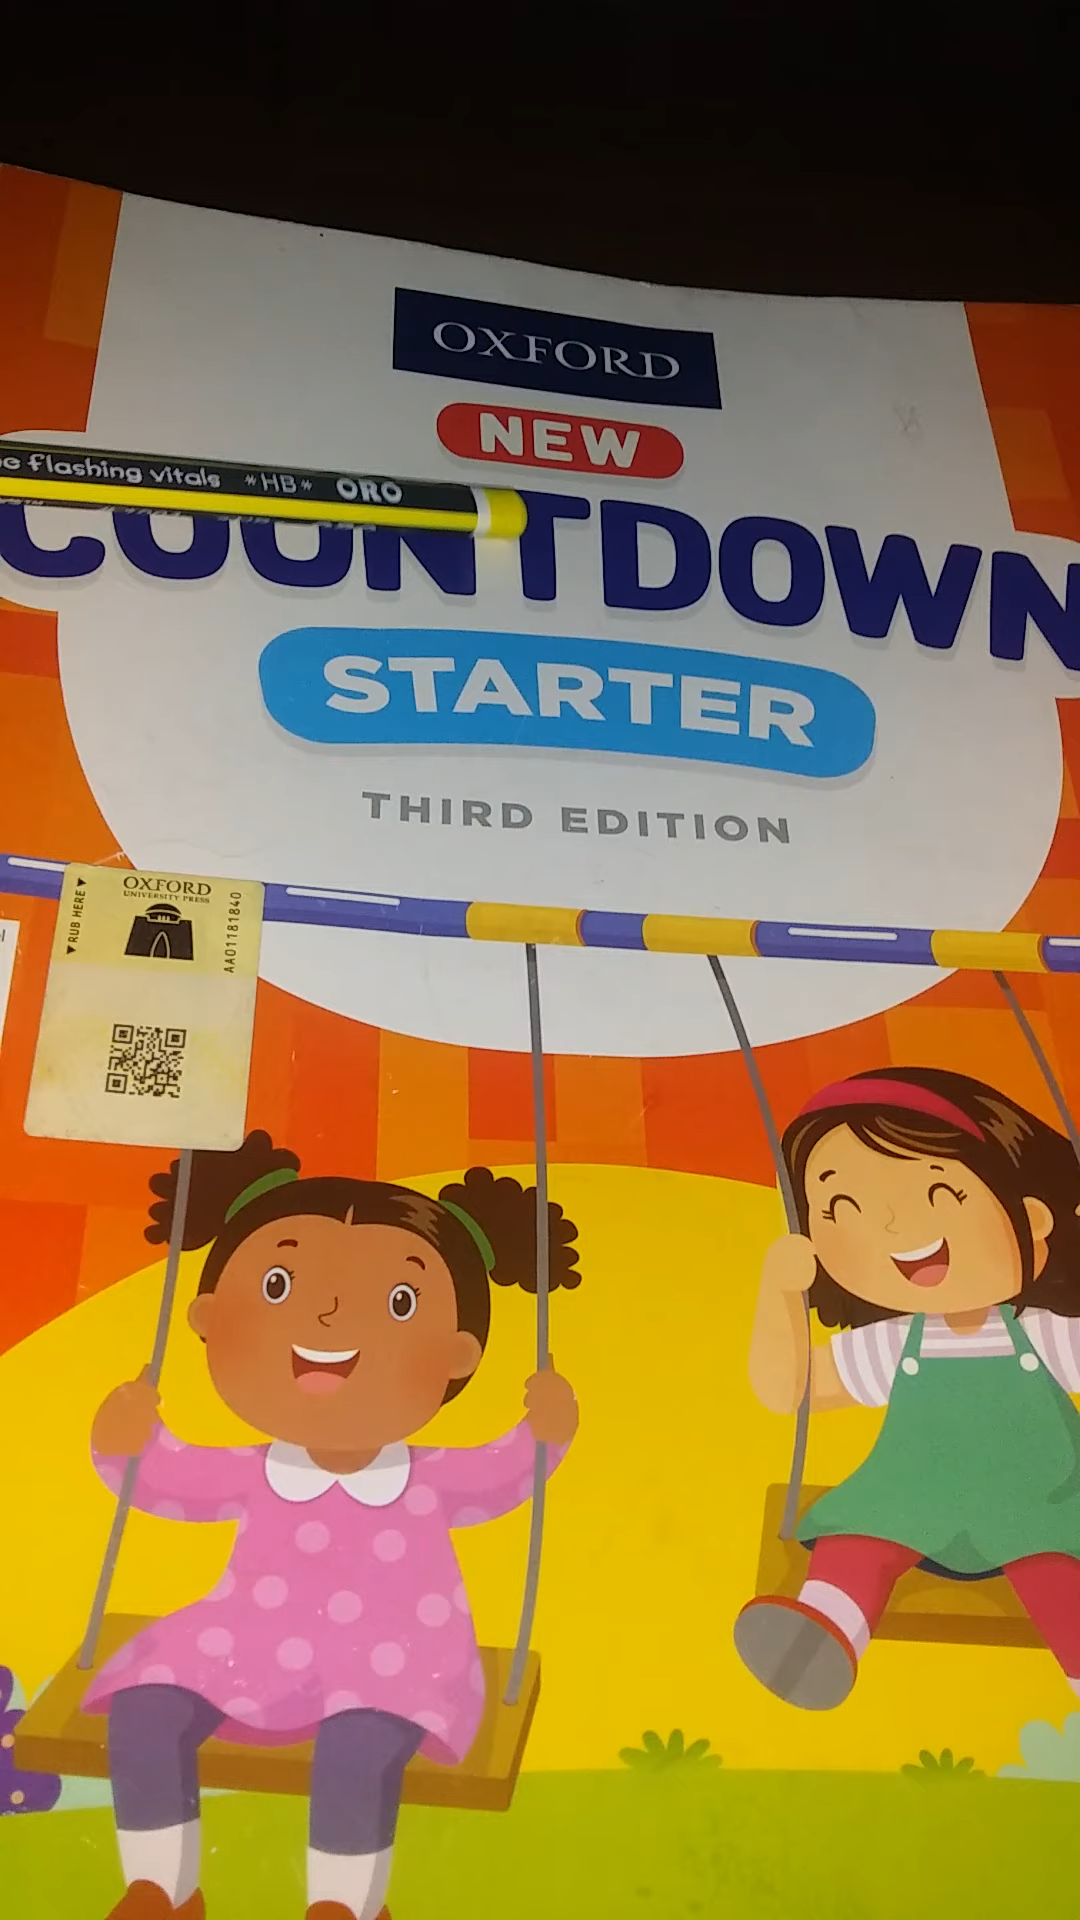 OXFORD
NEW
flashing vitals *HB* ORO
COUNTDOWN
STARTER
THIRD EDITION
OXFORD
UNIVERSITY PRESS
RUB HERE
AA01181840